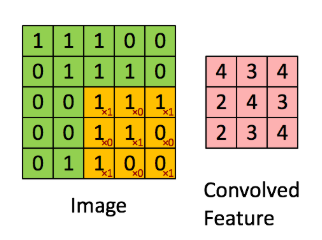 1 1 1 0 0
0 1 1 1 0
0 0 1×1 1×0 1×1
0 0 1×0 1×1 0×0
0 1 1×1 0×0 0×1
4 3 4
2 4 3
2 3 4
Image
Convolved
Feature